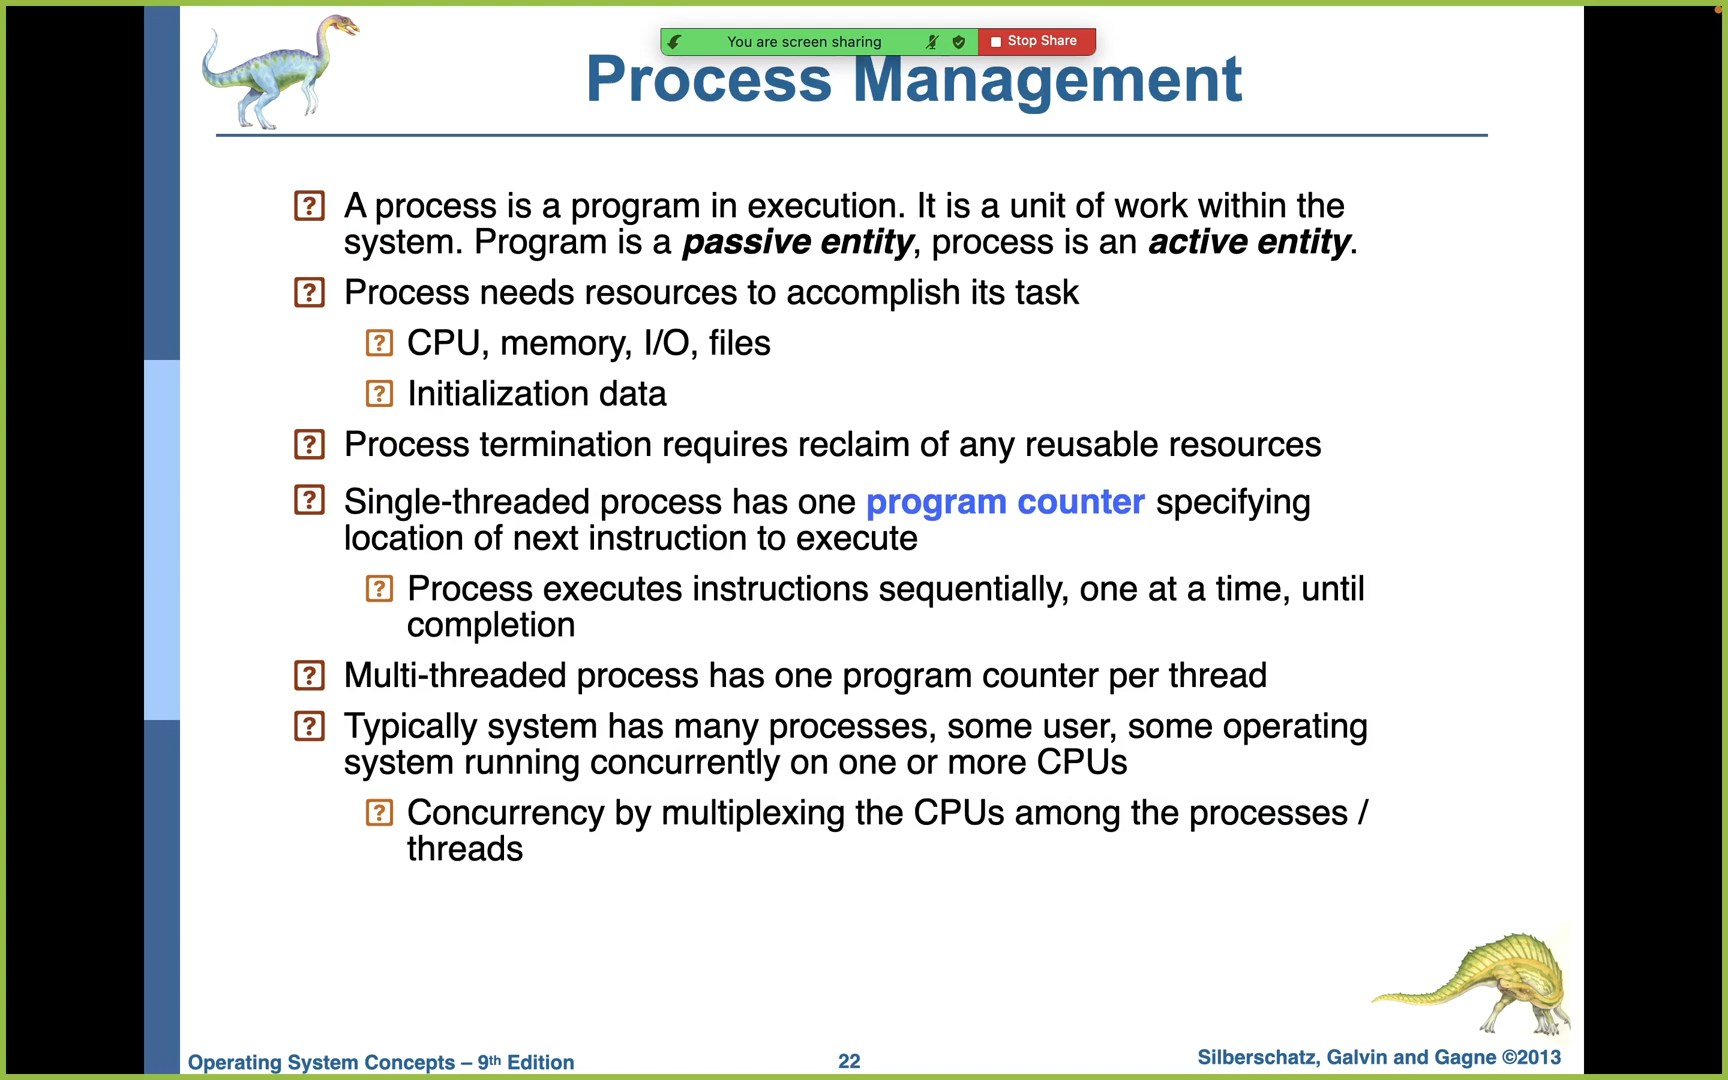 You are screen sharing
Stop Share
Process Management
A process is a program in execution. It is a unit of work within the
system. Program is a passive entity, process is an active entity.
Process needs resources to accomplish its task
CPU, memory, I/O, files
Initialization data
Process termination requires reclaim of any reusable resources
Single-threaded process has one program counter specifying
location of next instruction to execute
Process executes instructions sequentially, one at a time, until
completion
Multi-threaded process has one program counter per thread
Typically system has many processes, some user, some operating
system running concurrently on one or more CPUs
Concurrency by multiplexing the CPUs among the processes /
threads
Operating System Concepts – 9th Edition
22
Silberschatz, Galvin and Gagne ©2013